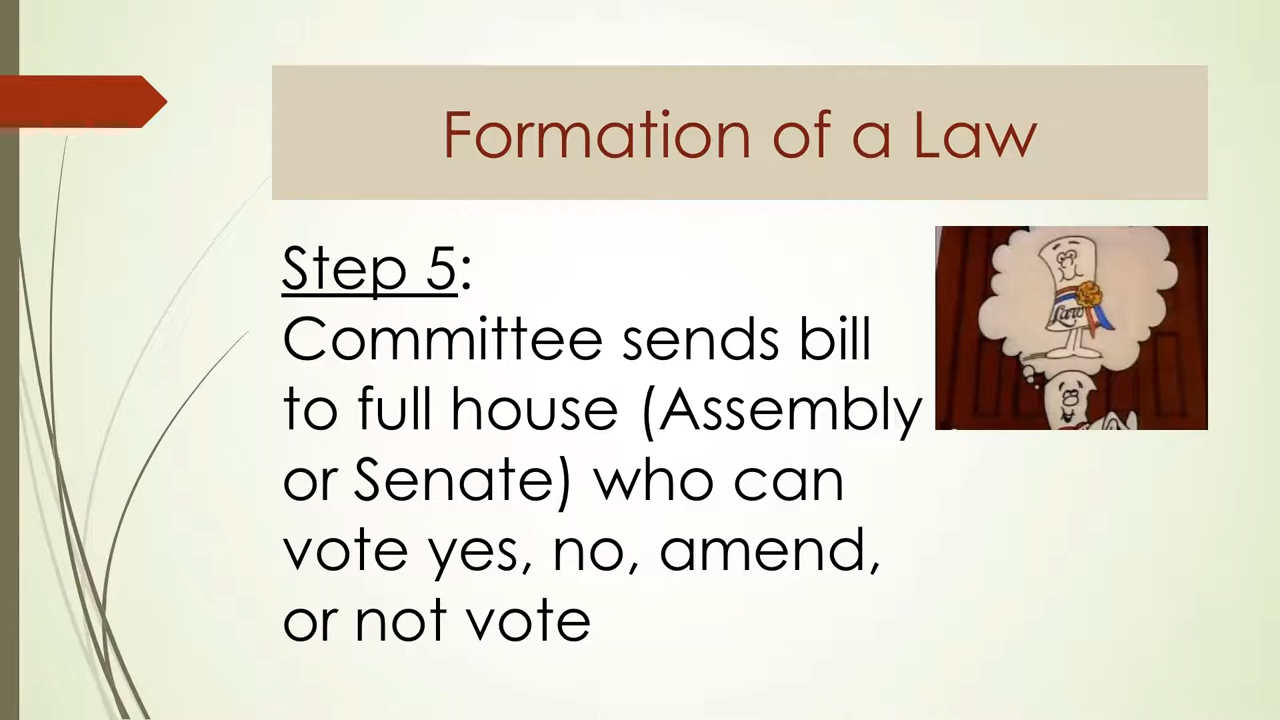 Formation of a Law
Step 5:
Committee sends bill
to full house (Assembly
or Senate) who can
vote yes, no, amend,
or not vote
Law